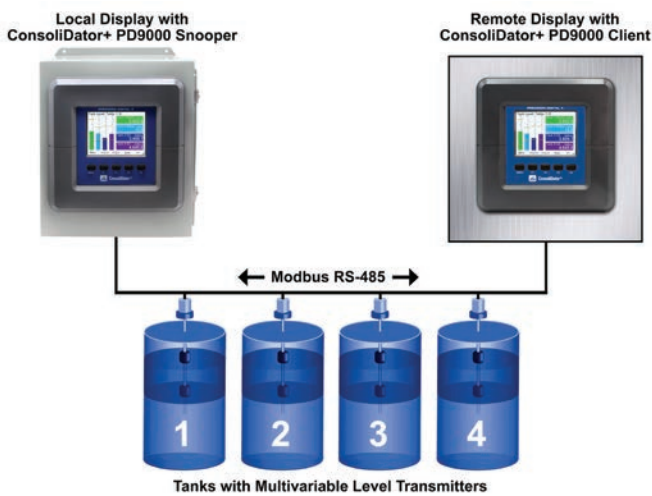 Local Display with
ConsoliDator+ PD9000 Snooper
Remote Display with
ConsoliDator+ PD9000 Client
Modbus RS-485
1 2 3 4
Tanks with Multivariable Level Transmitters